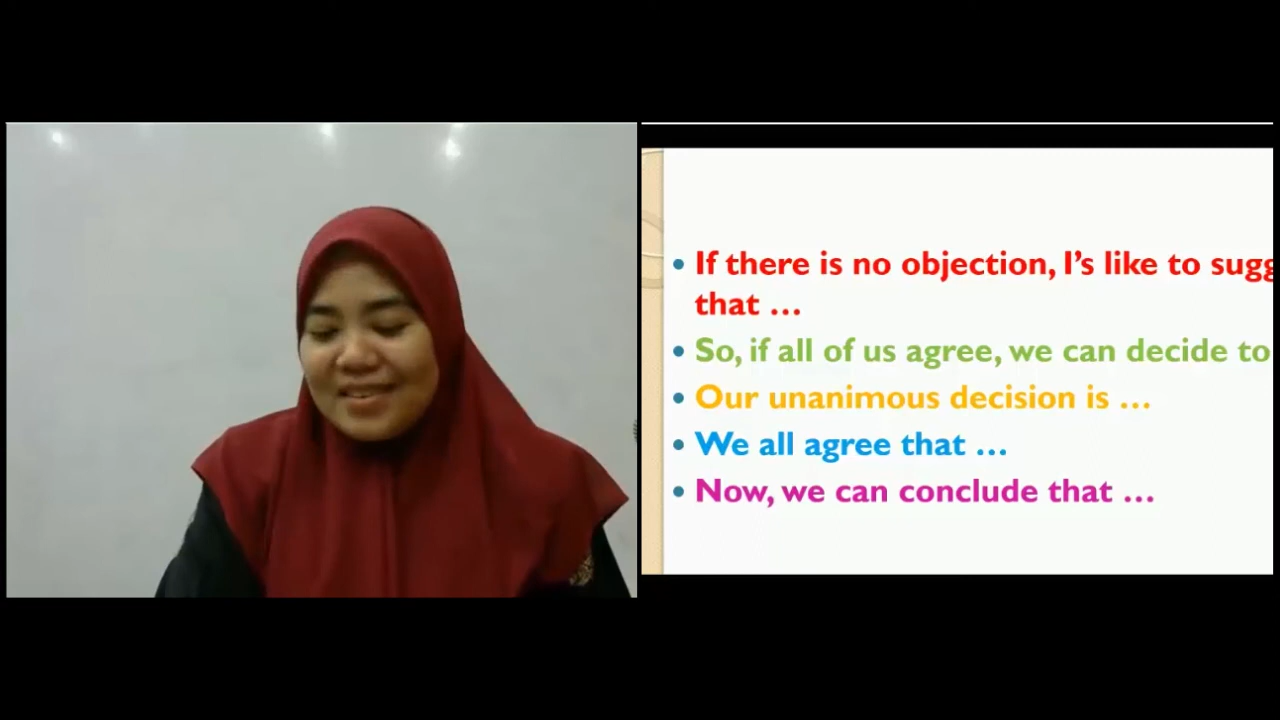 If there is no objection, I's like to sugg
that …
So, if all of us agree, we can decide to
Our unanimous decision is …
We all agree that …
Now, we can conclude that …